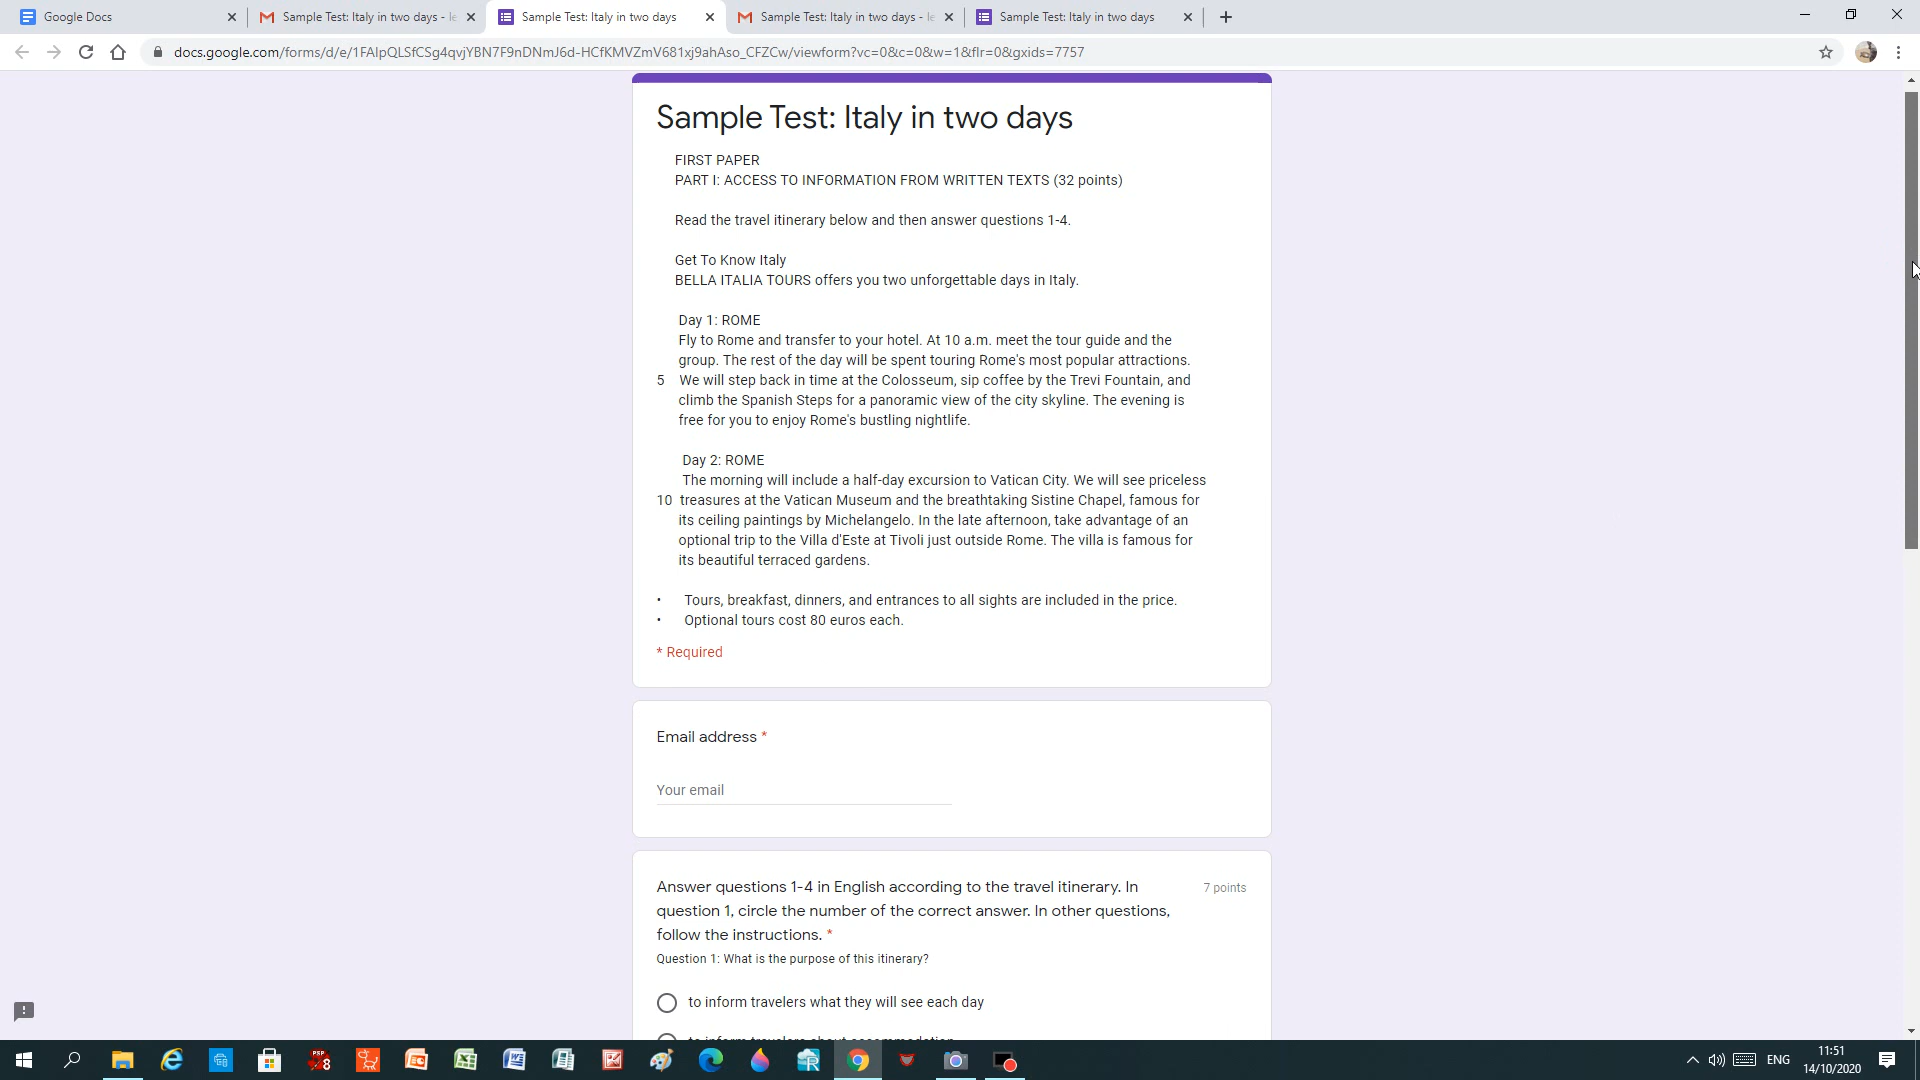 Google Docs
Sample Test: Italy in two days - le
Sample Test: Italy in two days
Sample Test: Italy in two days - le
Sample Test: Italy in two days
docs.google.com/forms/d/e/1FAIpQLSfCSg4qvjYBN7F9nDNmJ6d-HCfKMVZmV681xj9ahAso_CFZCw/viewform?vc=0&c=0&w=1&flr=0&gxids=7757
Sample Test: Italy in two days
FIRST PAPER
PART I: ACCESS TO INFORMATION FROM WRITTEN TEXTS (32 points)
Read the travel itinerary below and then answer questions 1-4.
Get To Know Italy
BELLA ITALIA TOURS offers you two unforgettable days in Italy.
Day 1: ROME
Fly to Rome and transfer to your hotel. At 10 a.m. meet the tour guide and the
group. The rest of the day will be spent touring Rome's most popular attractions.
5 We will step back in time at the Colosseum, sip coffee by the Trevi Fountain, and
climb the Spanish Steps for a panoramic view of the city skyline. The evening is
free for you to enjoy Rome's bustling nightlife.
Day 2: ROME
The morning will include a half-day excursion to Vatican City. We will see priceless
10 treasures at the Vatican Museum and the breathtaking Sistine Chapel, famous for
its ceiling paintings by Michelangelo. In the late afternoon, take advantage of an
optional trip to the Villa d'Este at Tivoli just outside Rome. The villa is famous for
its beautiful terraced gardens.
• Tours, breakfast, dinners, and entrances to all sights are included in the price.
• Optional tours cost 80 euros each.
* Required
Email address *
Your email
Answer questions 1-4 in English according to the travel itinerary. In
question 1, circle the number of the correct answer. In other questions,
follow the instructions. *
7 points
Question 1: What is the purpose of this itinerary?
to inform travelers what they will see each day
to inform travelers about accommodation
PSP 8
ENG
11:51
14/10/2020